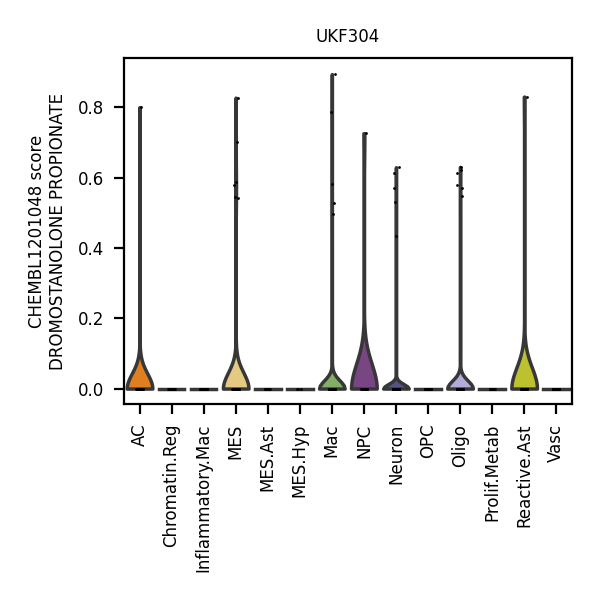 UKF304
CHEMBL1201048 score
DROMOSTANOLONE PROPIONATE
0.8
0.6
0.4
0.2
0.0
AC
Chromatin.Reg
Inflammatory.Mac
MES
MES.Ast
MES.Hyp
Mac
NPC
Neuron
OPC
Oligo
Prolif.Metab
Reactive.Ast
Vasc